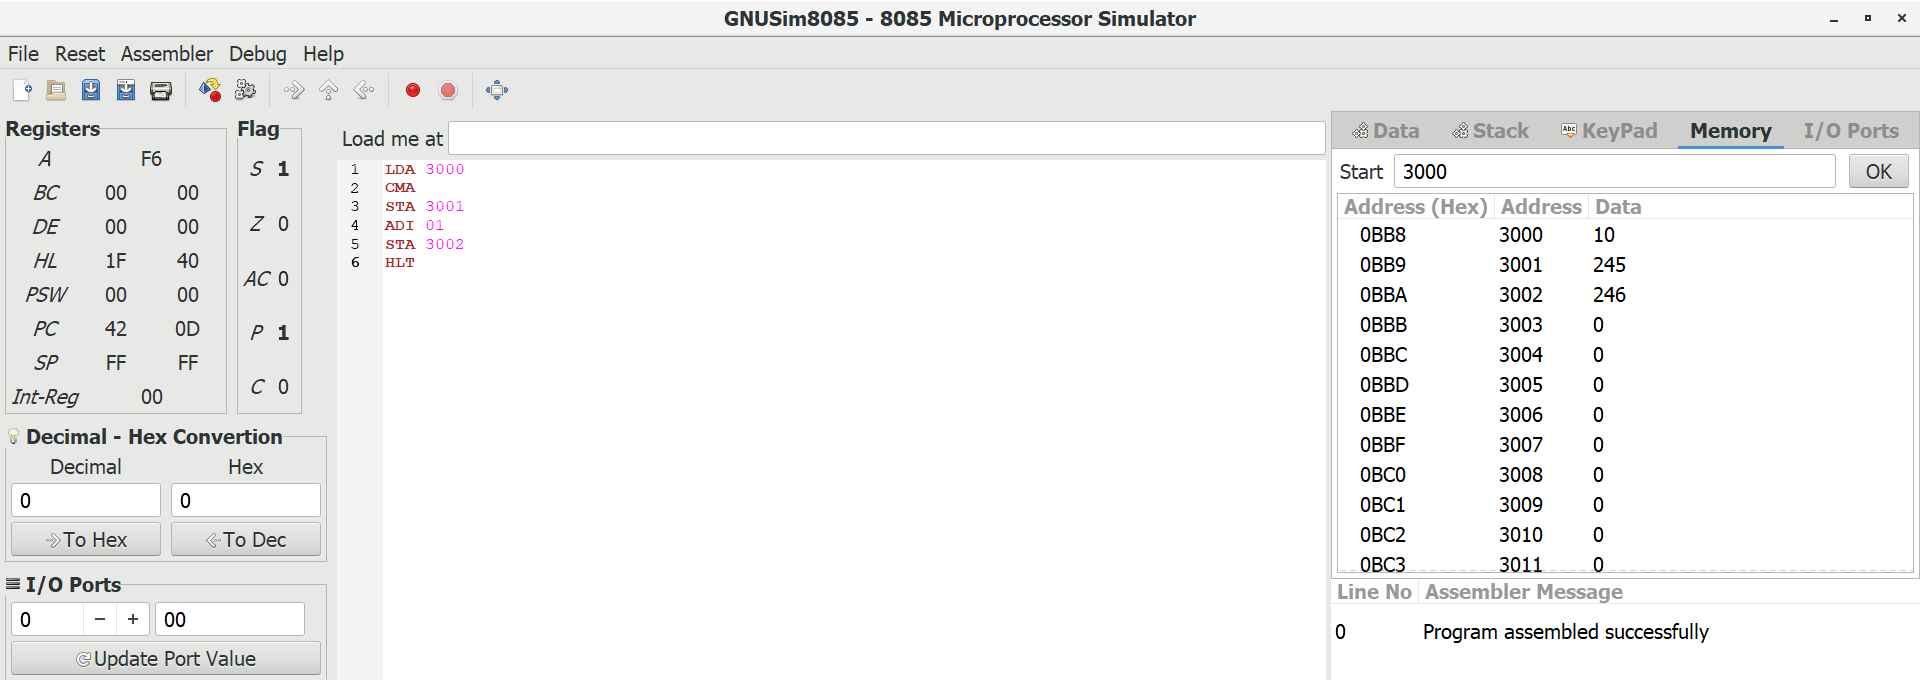 GNUSim8085 - 8085 Microprocessor Simulator
File Reset Assembler Debug Help
Registers
A F6
BC 00 00
DE 00 00
HL 1F 40
PSW 00 00
PC 42 0D
SP FF FF
Int-Reg 00
Flag
S 1
Z 0
AC 0
P 1
C 0
Decimal - Hex Convertion
Decimal Hex
0 0
To Hex To Dec
I/O Ports
0 − + 00
Update Port Value
Load me at
1 LDA 3000
2 CMA
3 STA 3001
4 ADI 01
5 STA 3002
6 HLT
Data Stack Abc KeyPad Memory I/O Ports
Start 3000 OK
Address (Hex) Address Data
0BB8 3000 10
0BB9 3001 245
0BBA 3002 246
0BBB 3003 0
0BBC 3004 0
0BBD 3005 0
0BBE 3006 0
0BBF 3007 0
0BC0 3008 0
0BC1 3009 0
0BC2 3010 0
0BC3 3011 0
Line No Assembler Message
0 Program assembled successfully